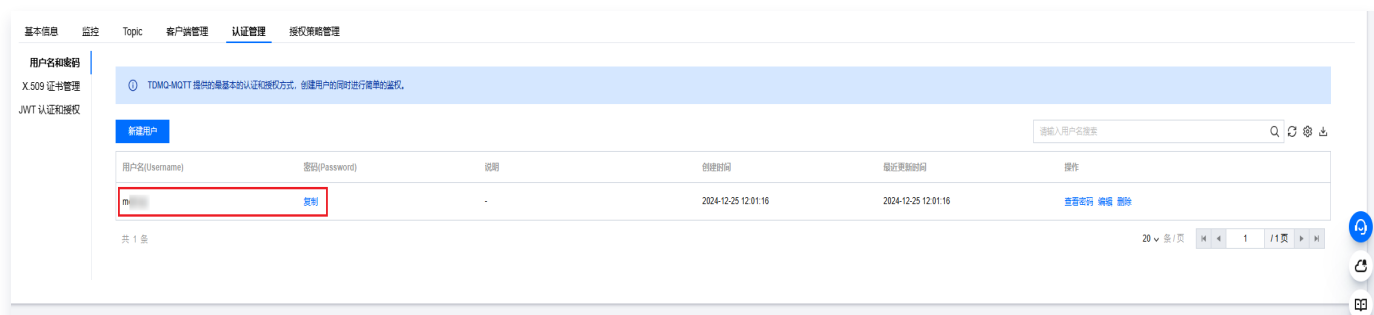 基本信息 监控 Topic 客户端管理 认证管理 授权策略管理
用户名和密码
X.509 证书管理
JWT 认证和授权
TDMQ-MQTT 提供的最基本的认证和授权方式，创建用户的同时进行简单的鉴权。
新建用户
请输入用户名搜索
用户名(Username) 密码(Password) 说明 创建时间 最近更新时间 操作
复制 - 2024-12-25 12:01:16 2024-12-25 12:01:16 查看密码 编辑 删除
共 1 条
20 条 / 页 1 / 1 页